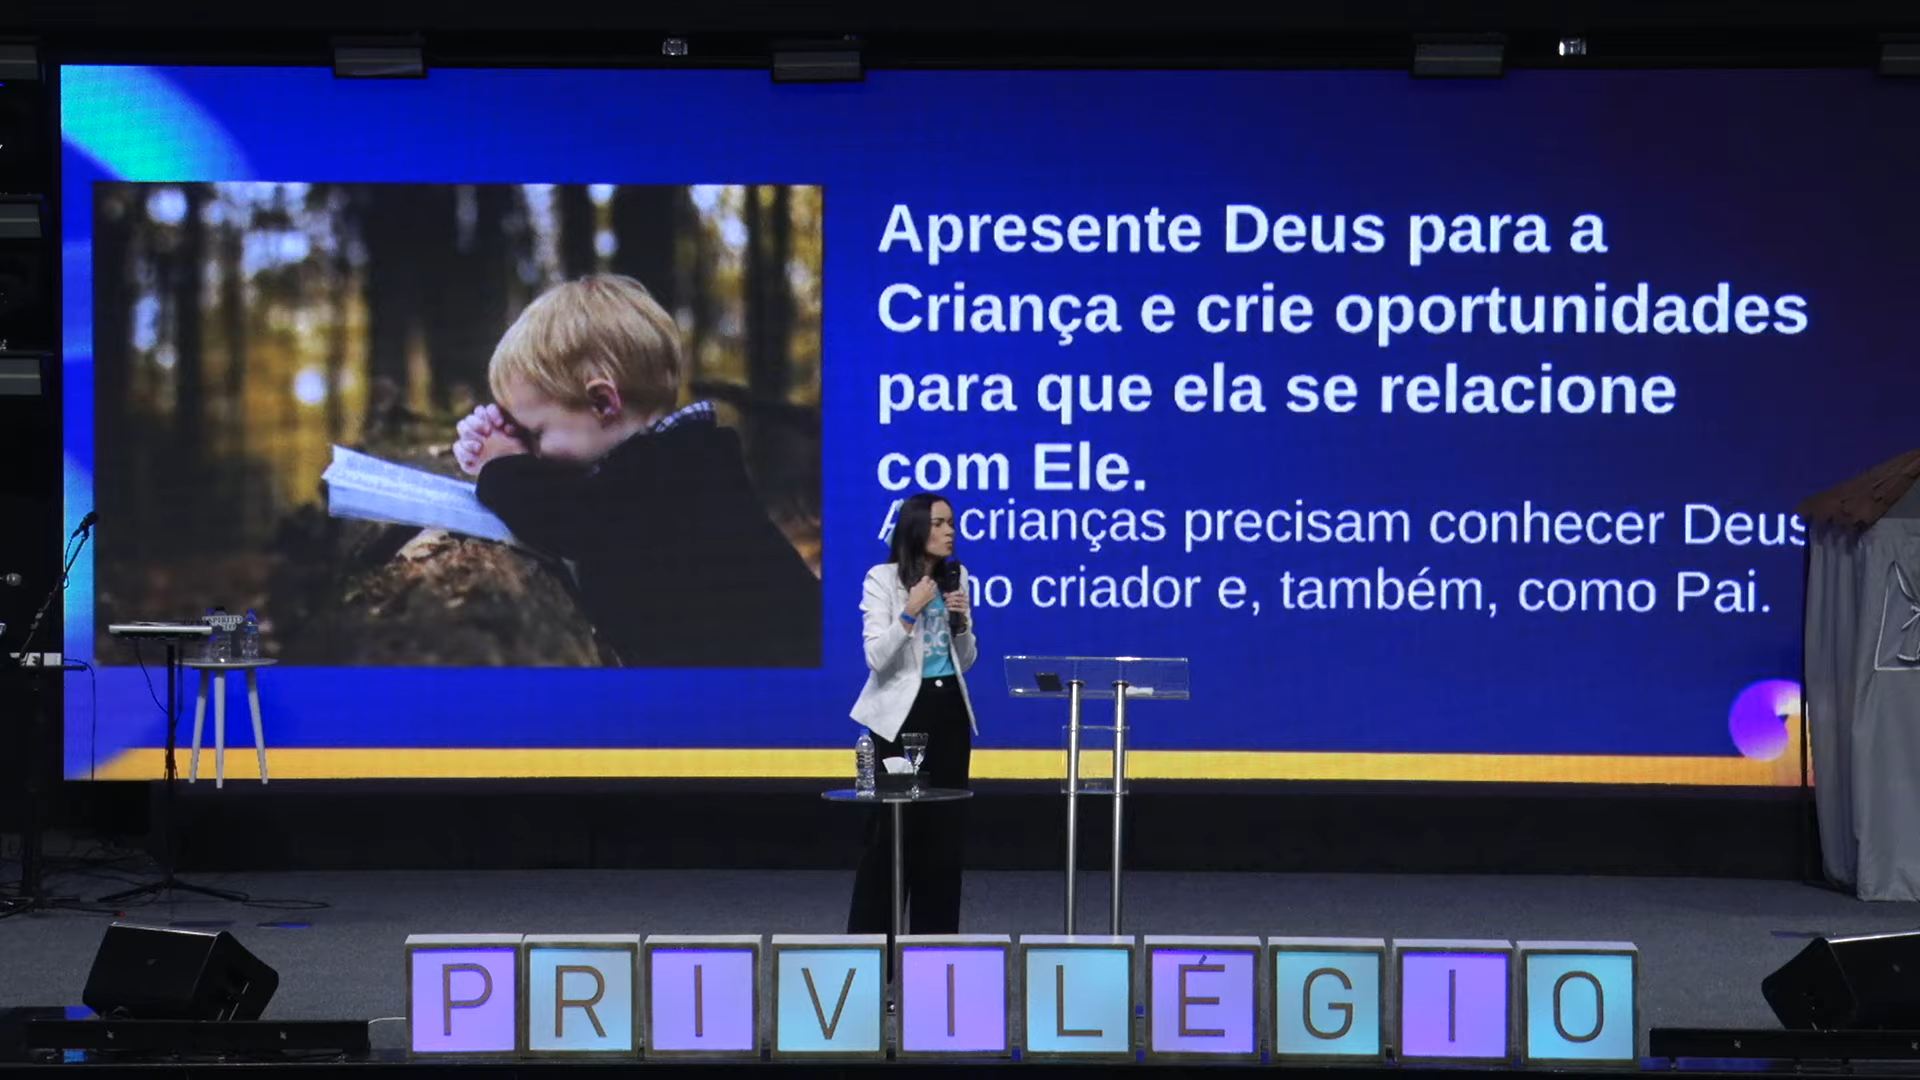 Apresente Deus para a
Criança e crie oportunidades
para que ela se relacione
com Ele.
crianças precisam conhecer Deus
criador e, também, como Pai.
PRIVILÉGIO